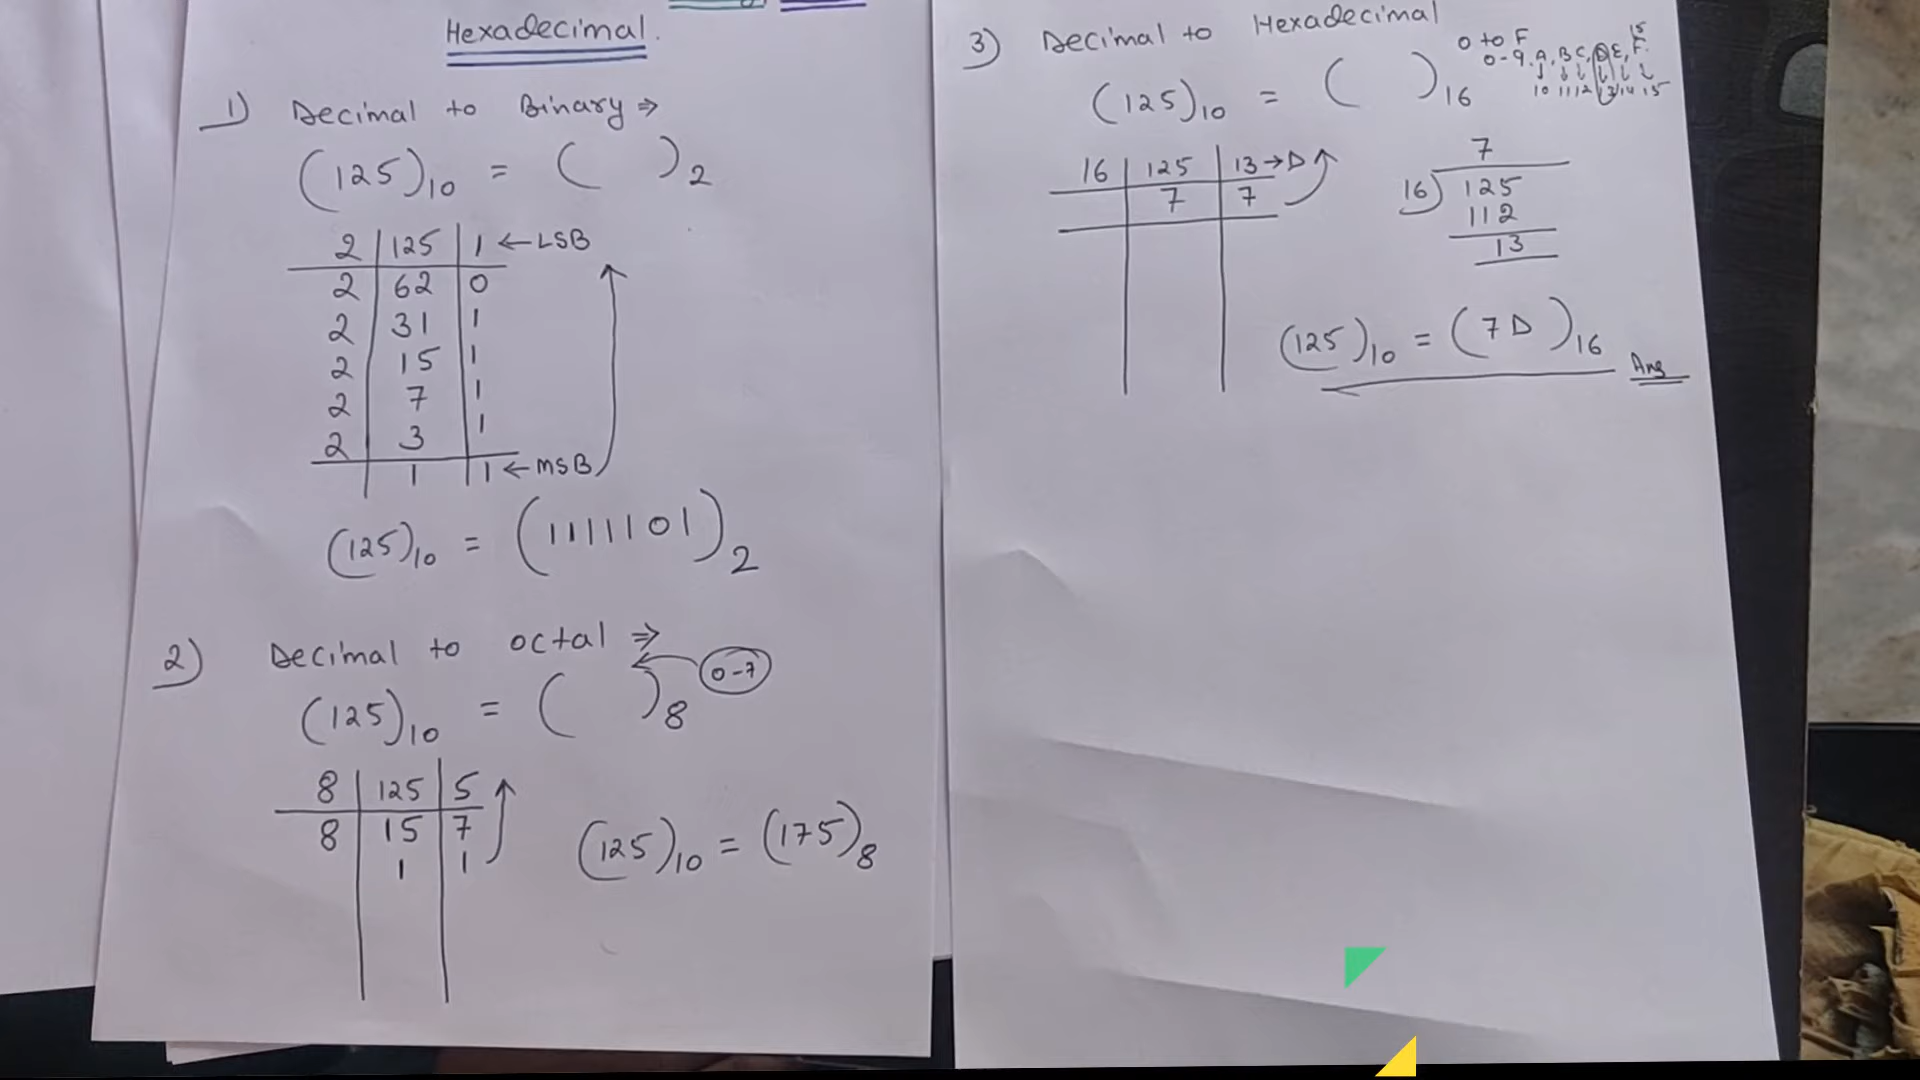 Hexadecimal.
1) Decimal to Binary ⇒
(125)10 = ( )2
2 | 125 | 1 ← LSB
2 | 62 | 0
2 | 31 | 1
2 | 15 | 1
2 | 7 | 1
2 | 3 | 1
1 | 1 ← MSB
(125)10 = (1111101)2
2) Decimal to octal ⇒
0-7
(125)10 = ( )8
8 | 125 | 5
8 | 15 | 7
1 | 1
(125)10 = (175)8
3) Decimal to Hexadecimal
0 to F
15
0-9, A, B, C, D, E, F.
10 11 12 13 14 15
(125)10 = ( )16
16 | 125 | 13 → D
7 | 7
7
16) 125
112
13
(125)10 = (7D)16
Ans